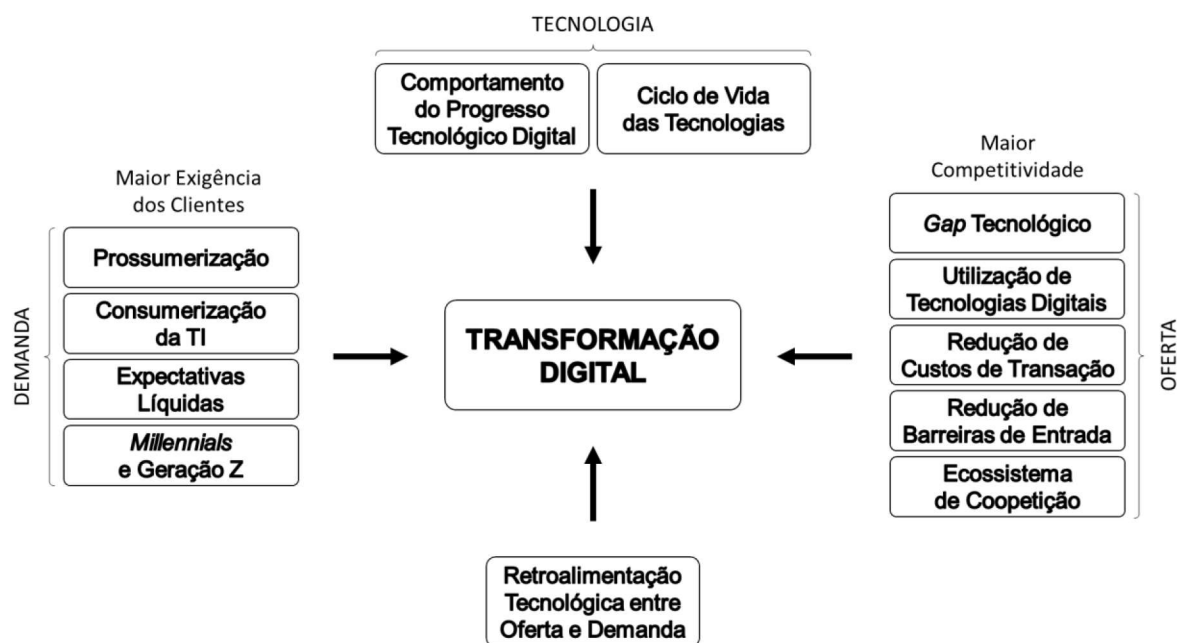 TECNOLOGIA
Comportamento
do Progresso
Tecnológico Digital
Ciclo de Vida
das Tecnologias
Maior Exigência
dos Clientes
DEMANDA
Prossumerização
Consumerização
da TI
Expectativas
Líquidas
Millennials
e Geração Z
TRANSFORMAÇÃO
DIGITAL
Maior
Competitividade
Gap Tecnológico
Utilização de
Tecnologias Digitais
Redução de
Custos de Transação
Redução de
Barreiras de Entrada
Ecossistema
de Coopetição
OFERTA
Retroalimentação
Tecnológica entre
Oferta e Demanda